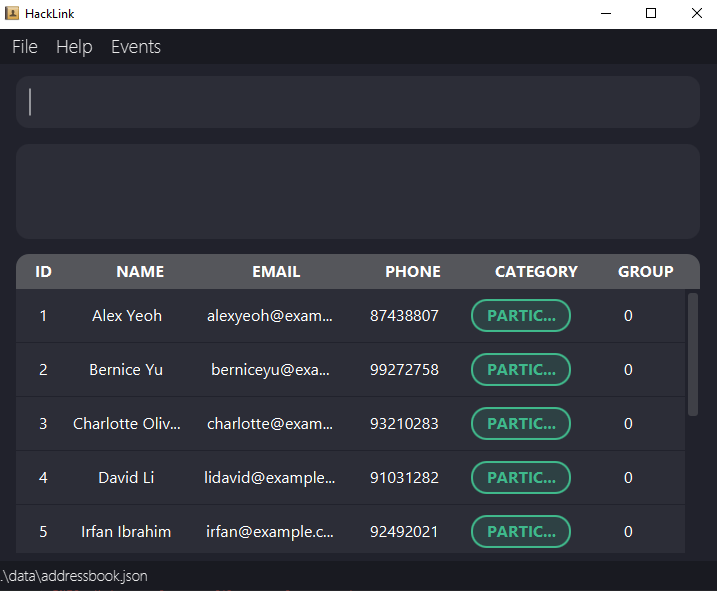 HackLink
File Help Events
ID NAME EMAIL PHONE CATEGORY GROUP
1 Alex Yeoh alexyeoh@exam... 87438807 PARTIC... 0
2 Bernice Yu berniceyu@exa... 99272758 PARTIC... 0
3 Charlotte Oliv... charlotte@exam... 93210283 PARTIC... 0
4 David Li lidavid@example... 91031282 PARTIC... 0
5 Irfan Ibrahim irfan@example.c... 92492021 PARTIC... 0
.\data\addressbook.json